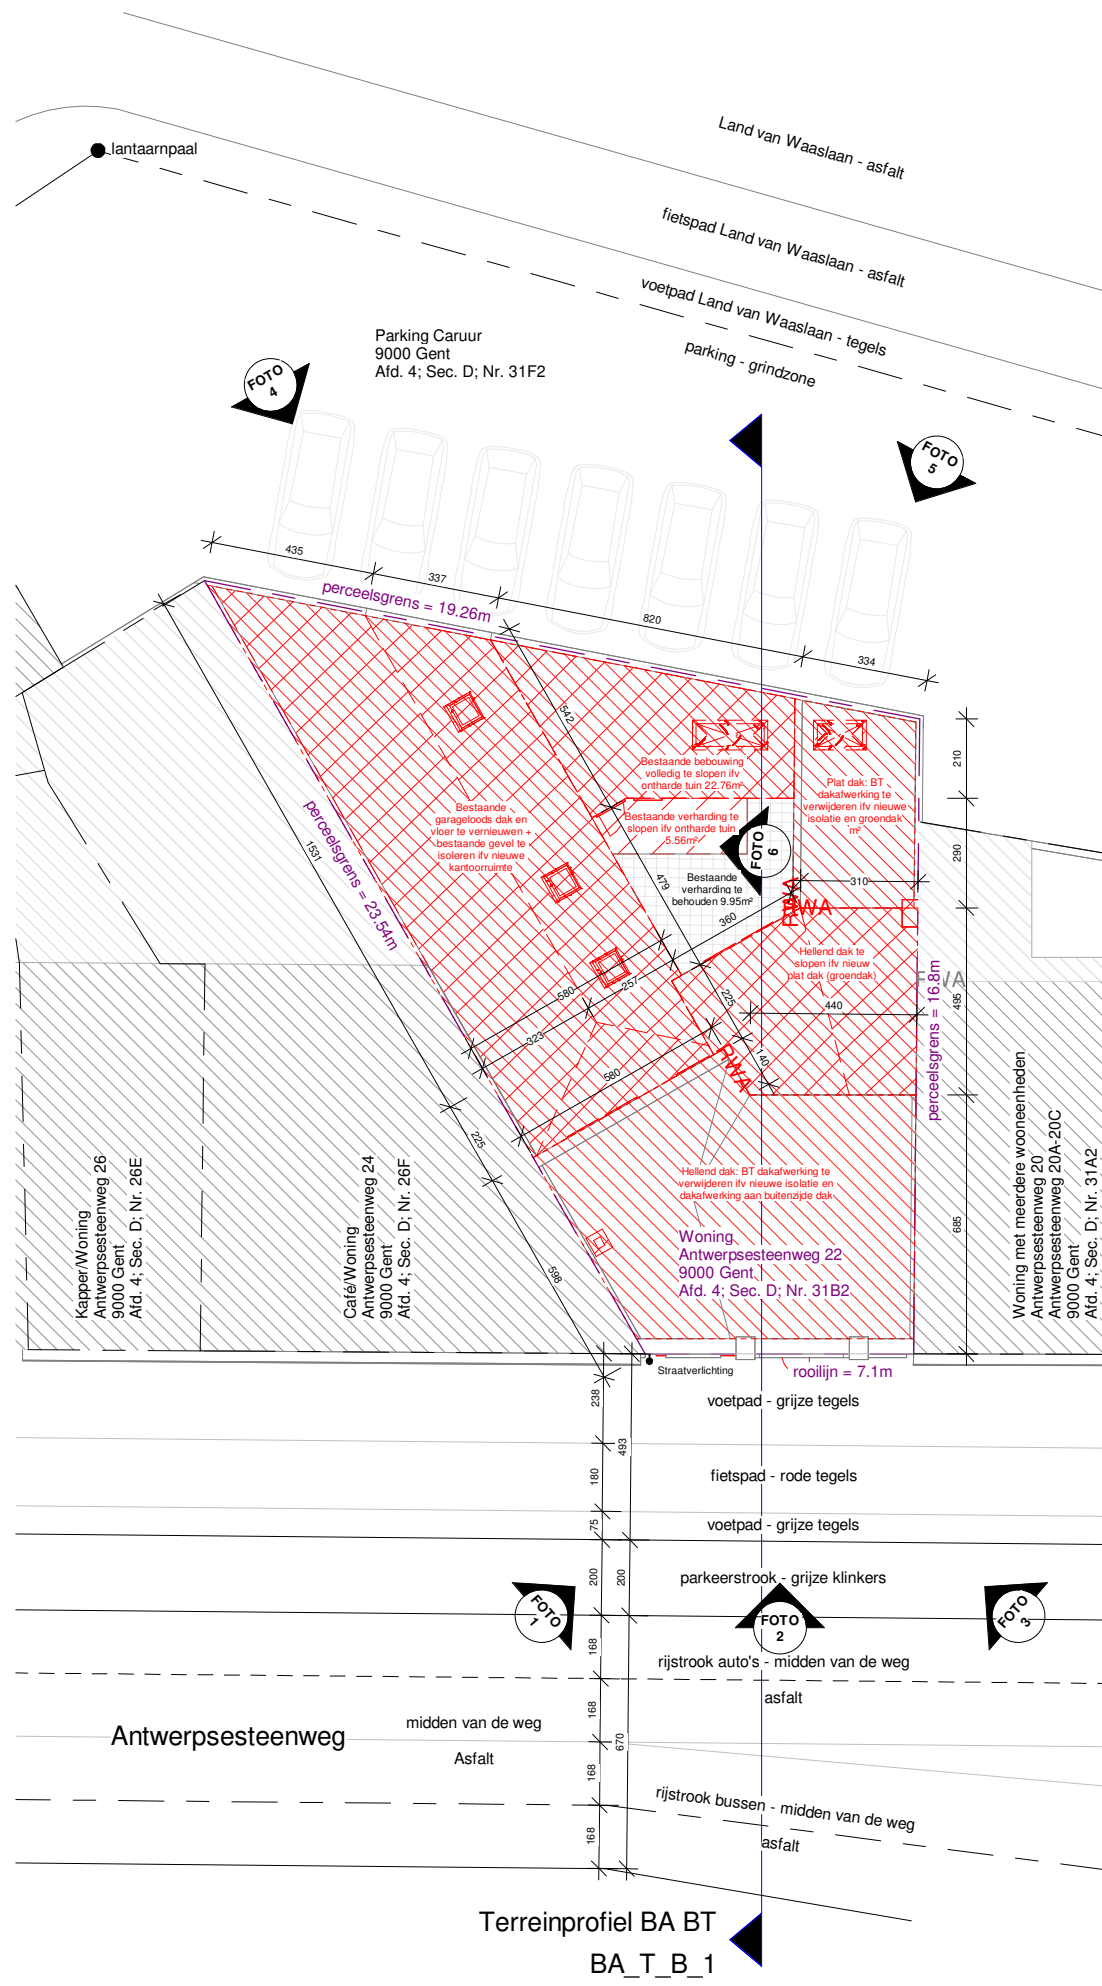 Land van Waaslaan - asfalt
lantaarnpaal
fietspad Land van Waaslaan - asfalt
voetpad Land van Waaslaan - tegels
parking - grindzone
Parking Caruur
9000 Gent
Afd. 4; Sec. D; Nr. 31F2
FOTO
4
FOTO
5
435
337
820
334
perceelsgrens = 19.26m
542
210
Bestaande bebouwing
volledig te slopen ifv
ontharde tuin 22.76m²
Plat dak: BT
dakafwerking te
verwijderen ifv nieuwe
isolatie en groendak
m²
Bestaande
garageloods dak en
vloer te vernieuwen +
bestaande gevel te
isoleren ifv nieuwe
kantoorruimte
Bestaande verharding te
slopen ifv ontharde tuin
5.56m²
FOTO
6
290
1531
perceelsgrens = 23.54m
479
Bestaande
verharding te
behouden 9.95m²
310
360
RWA
RWA
Hellend dak te
slopen ifv nieuw
plat dak (groendak)
RWA
495
perceelsgrens = 16.8m
580
257
225
440
323
580
RWA
140
225
Hellend dak: BT dakafwerking te
verwijderen ifv nieuwe isolatie en
dakafwerking aan buitenzijde dak
685
Kapper/Woning
Antwerpsesteenweg 26
9000 Gent
Afd. 4; Sec. D; Nr. 26E
Café/Woning
Antwerpsesteenweg 24
9000 Gent
Afd. 4; Sec. D; Nr. 26F
Woning
Antwerpsesteenweg 22
9000 Gent
Afd. 4; Sec. D; Nr. 31B2
Woning met meerdere wooneenheden
Antwerpsesteenweg 20
Antwerpsesteenweg 20A-20C
9000 Gent
Afd. 4; Sec. D; Nr. 31A2
598
Straatverlichting
rooilijn = 7.1m
238
voetpad - grijze tegels
493
180
fietspad - rode tegels
75
voetpad - grijze tegels
200
200
parkeerstrook - grijze klinkers
FOTO
1
FOTO
2
FOTO
3
168
rijstrook auto's - midden van de weg
asfalt
168
Antwerpsesteenweg
midden van de weg
Asfalt
670
168
rijstrook bussen - midden van de weg
asfalt
168
Terreinprofiel BA BT
BA_T_B_1